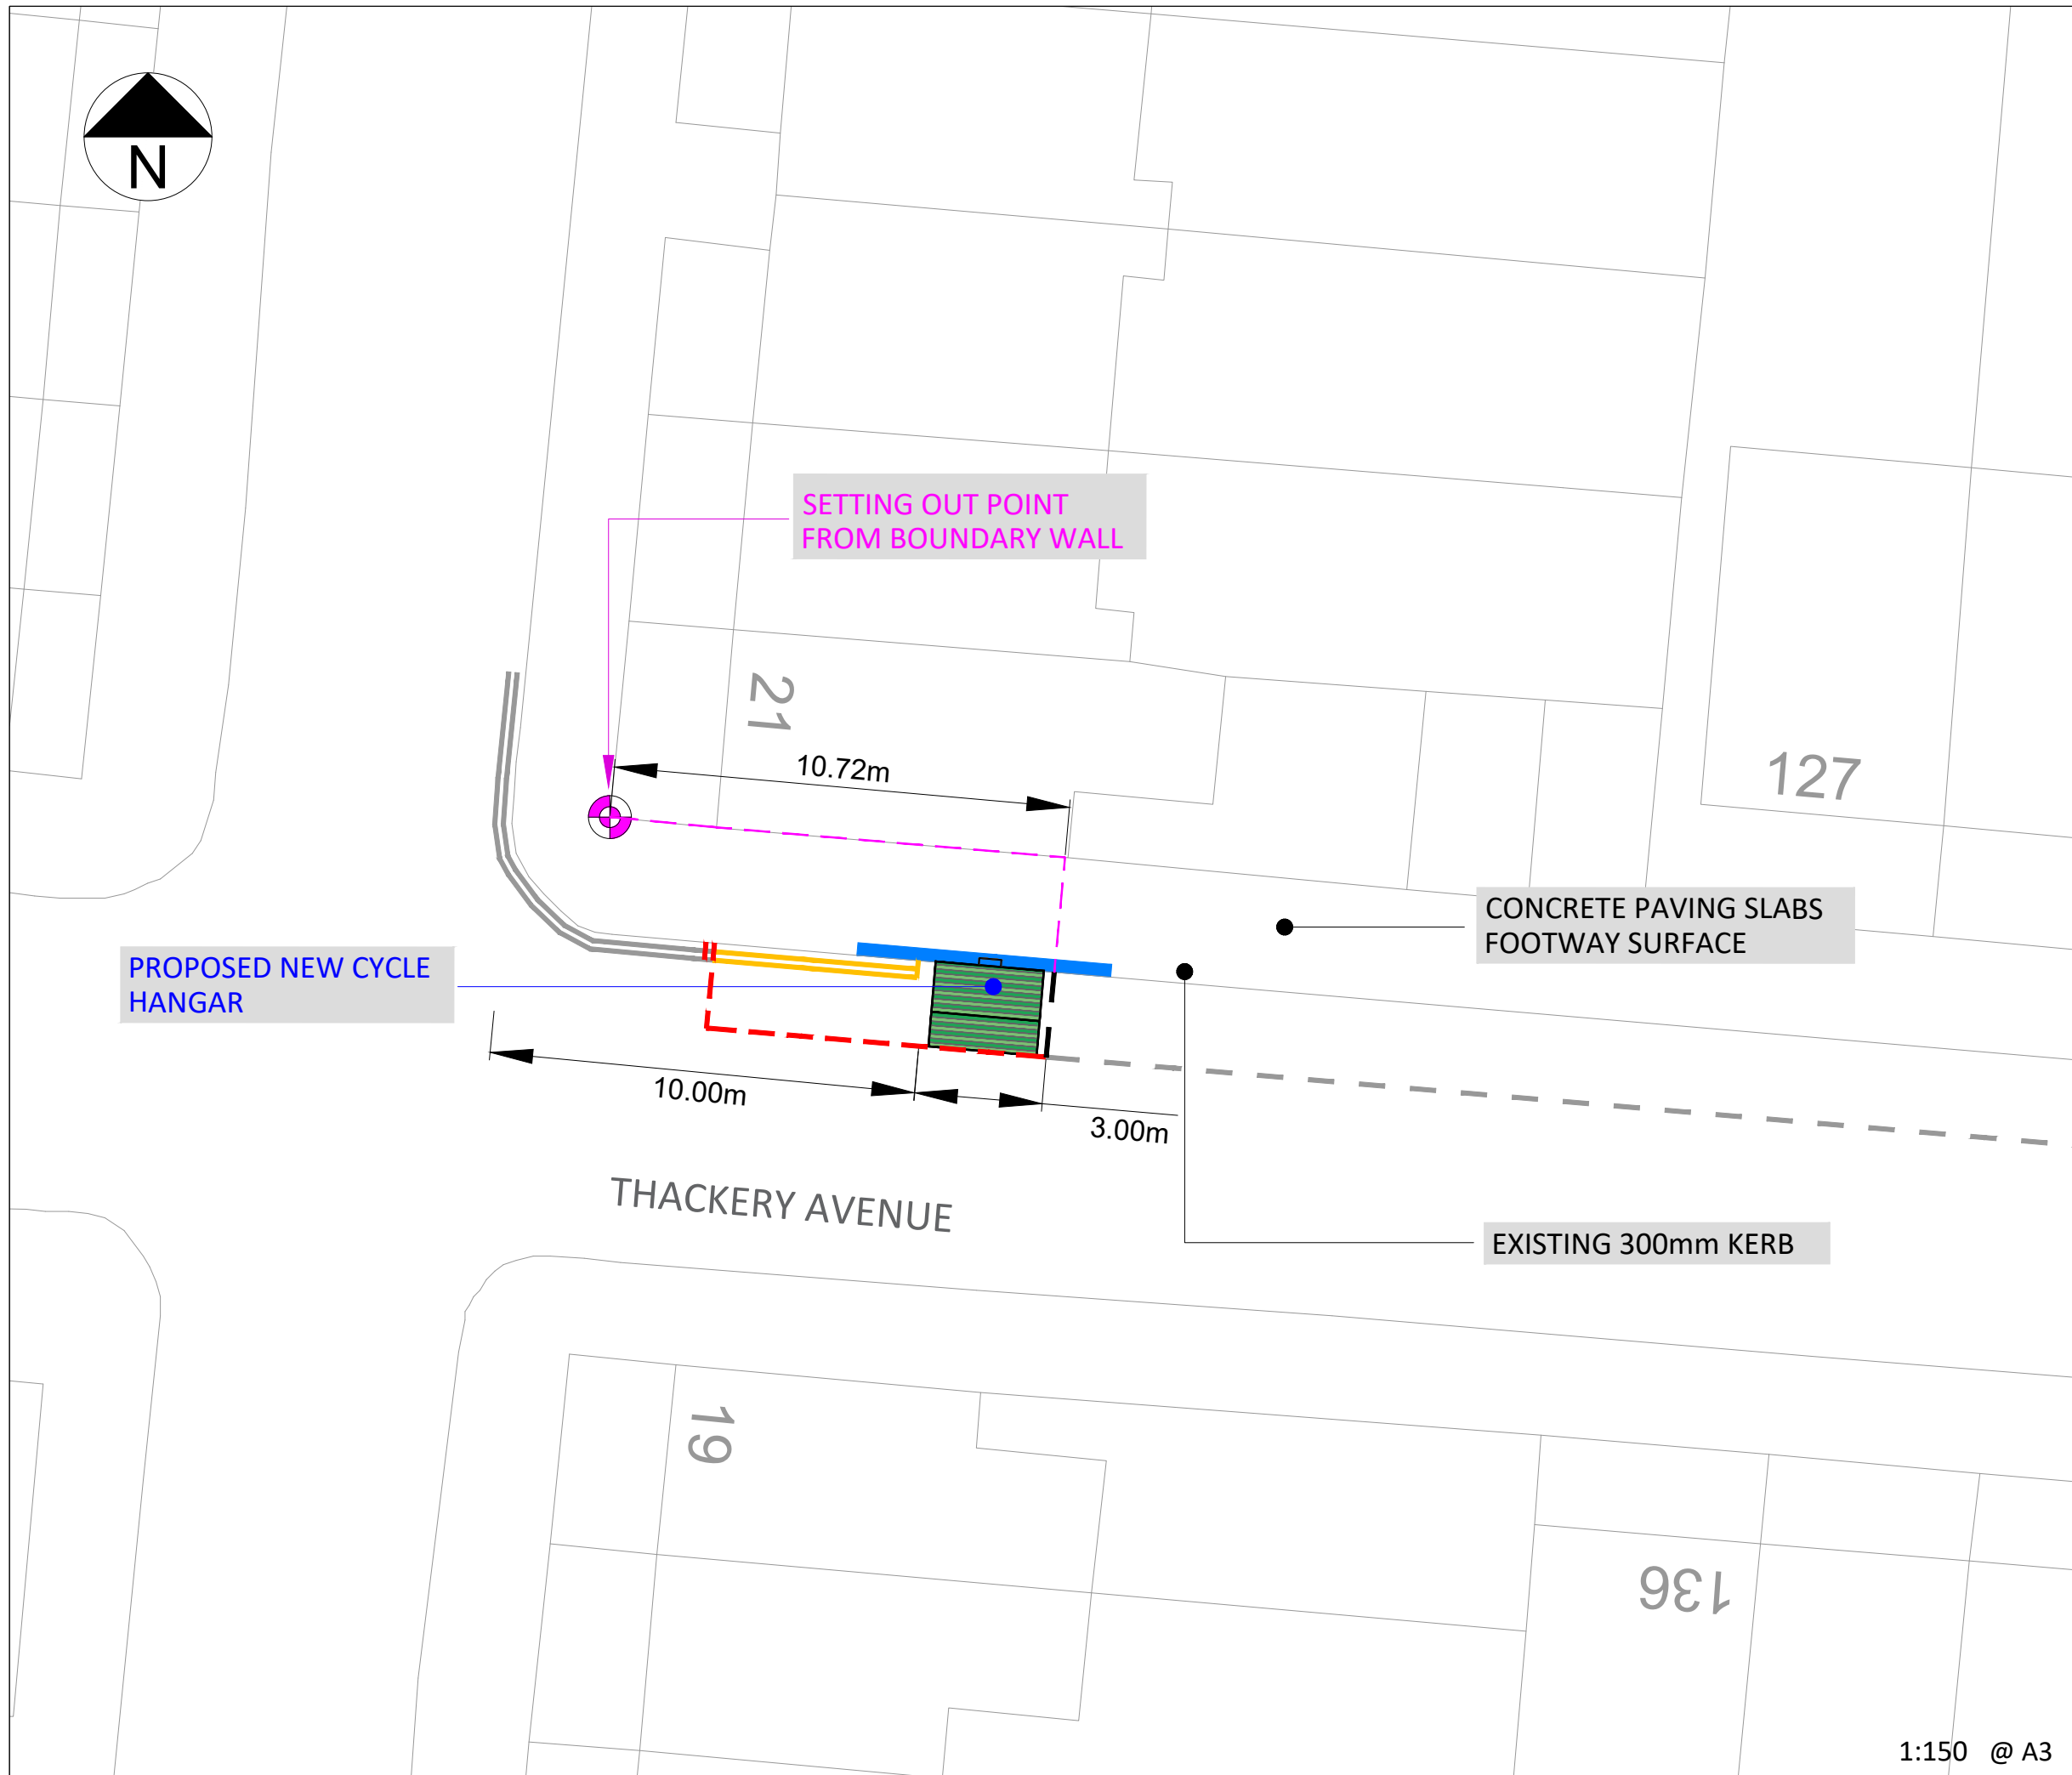 N
SETTING OUT POINT
FROM BOUNDARY WALL
21
10.72m
127
CONCRETE PAVING SLABS
FOOTWAY SURFACE
PROPOSED NEW CYCLE
HANGAR
10.00m
3.00m
THACKERY AVENUE
EXISTING 300mm KERB
19
136
1:150 @ A3